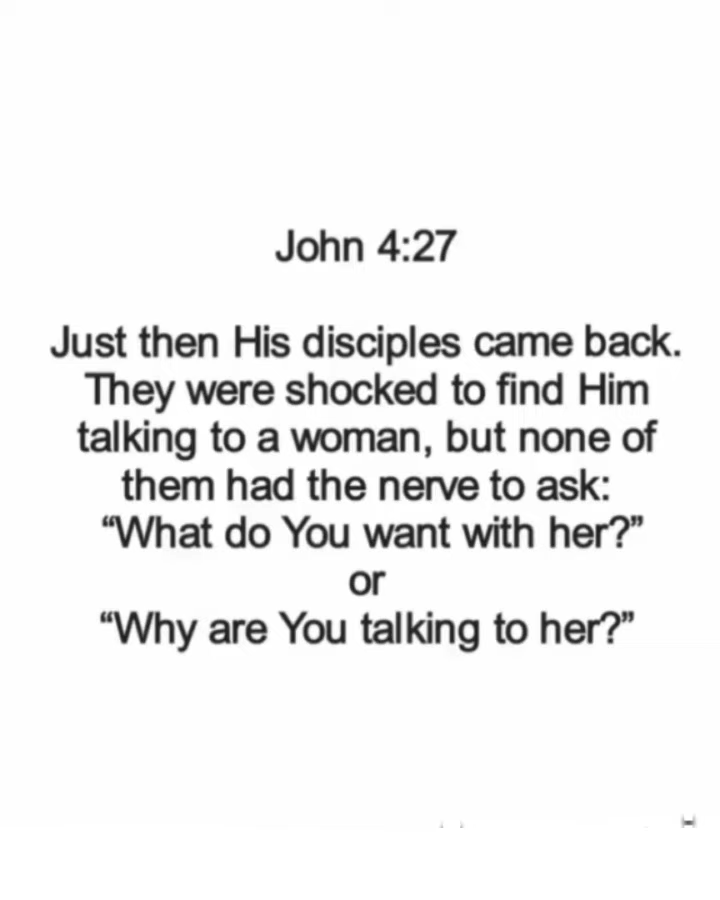 John 4:27
Just then His disciples came back.
They were shocked to find Him
talking to a woman, but none of
them had the nerve to ask:
“What do You want with her?”
or
“Why are You talking to her?”